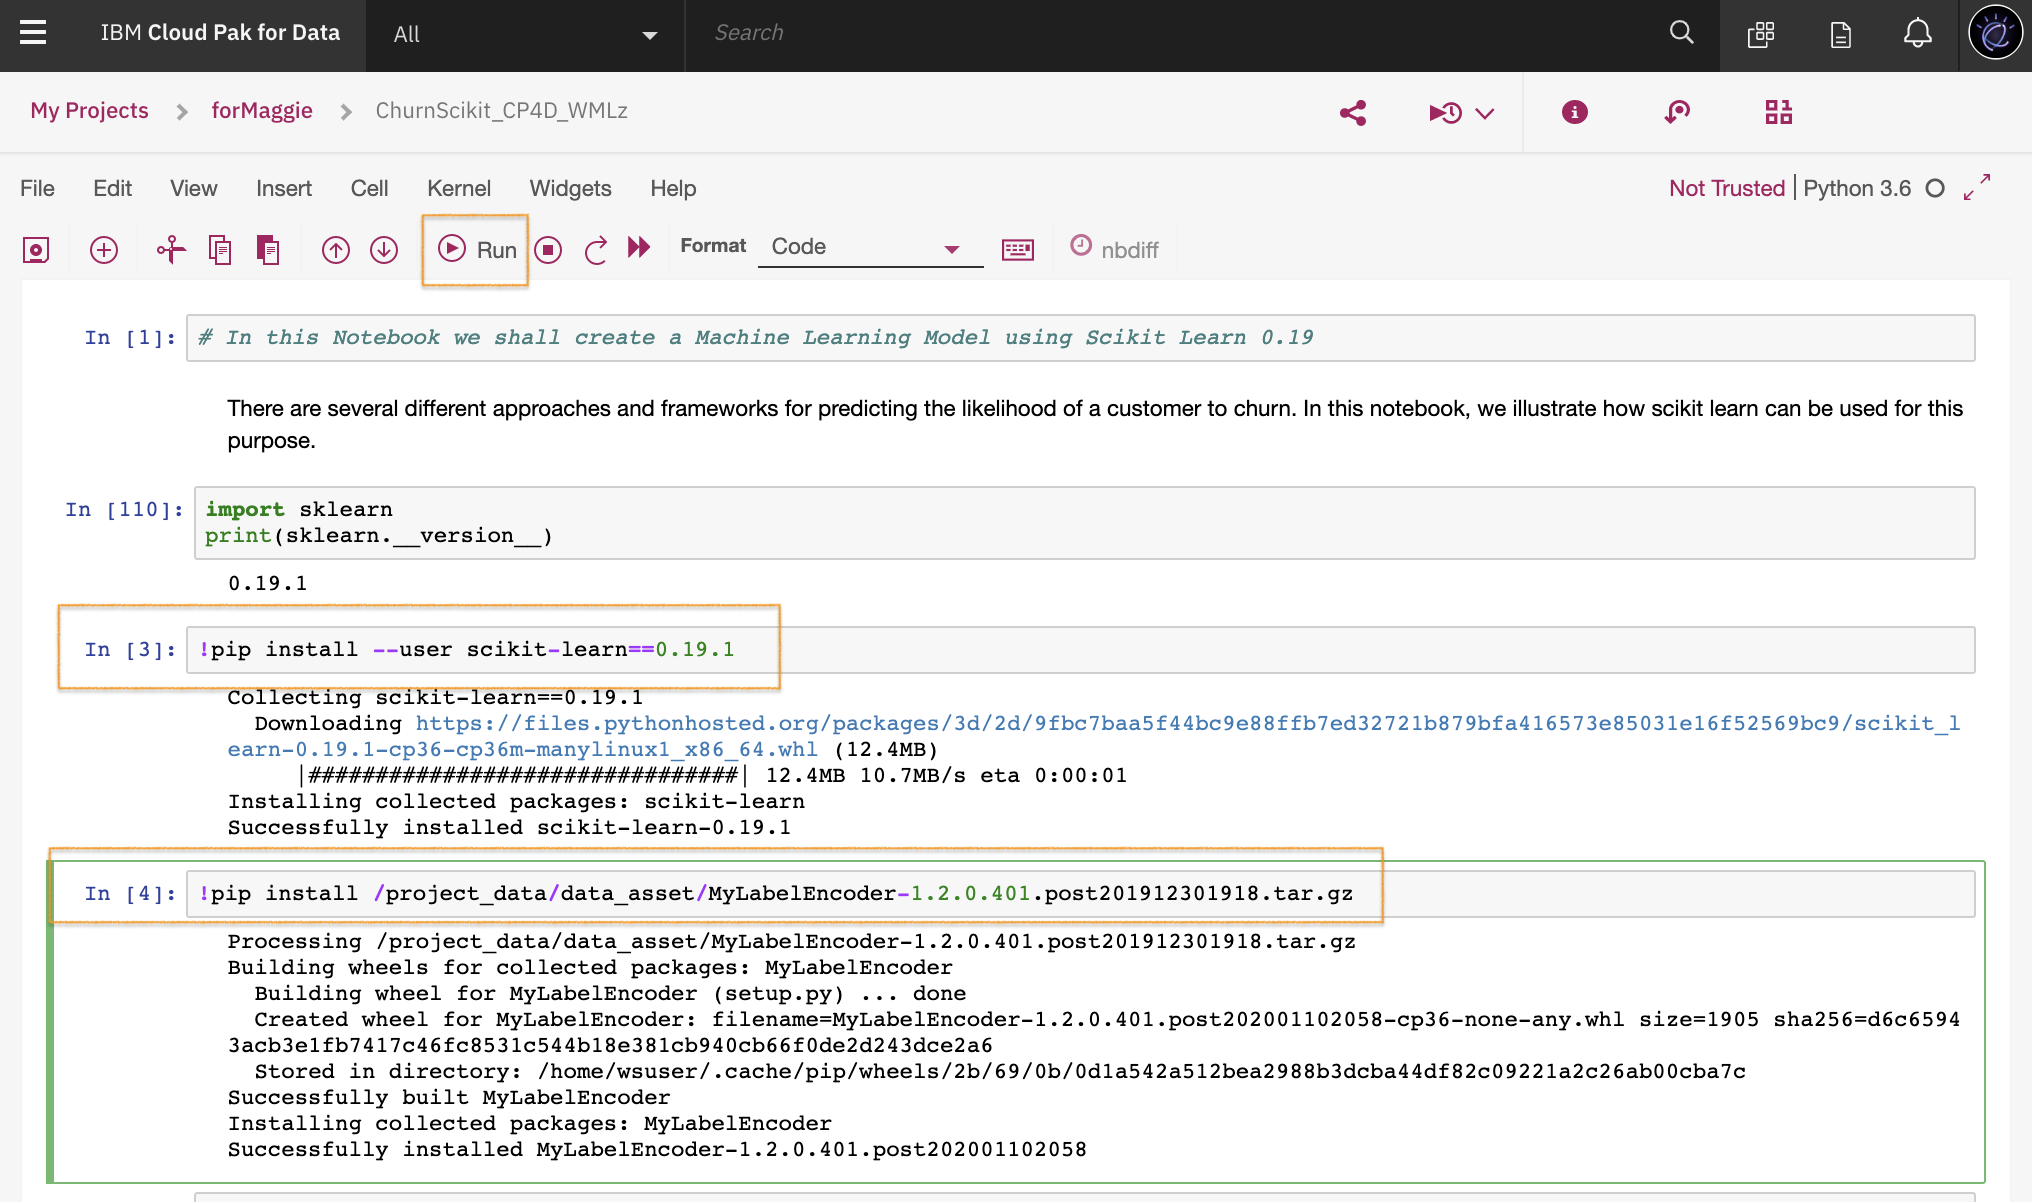 IBM Cloud Pak for Data All Search
My Projects > forMaggie > ChurnScikit_CP4D_WMLz
File Edit View Insert Cell Kernel Widgets Help Not Trusted | Python 3.6
Run Format Code nbdiff
In [1]: # In this Notebook we shall create a Machine Learning Model using Scikit Learn 0.19
There are several different approaches and frameworks for predicting the likelihood of a customer to churn. In this notebook, we illustrate how scikit learn can be used for this
purpose.
In [110]: import sklearn
print(sklearn.__version__)
0.19.1
In [3]: !pip install --user scikit-learn==0.19.1
Collecting scikit-learn==0.19.1
Downloading https://files.pythonhosted.org/packages/3d/2d/9fbc7baa5f44bc9e88ffb7ed32721b879bfa416573e85031e16f52569bc9/scikit_l
earn-0.19.1-cp36-cp36m-manylinux1_x86_64.whl (12.4MB)
|################################| 12.4MB 10.7MB/s eta 0:00:01
Installing collected packages: scikit-learn
Successfully installed scikit-learn-0.19.1
In [4]: !pip install /project_data/data_asset/MyLabelEncoder-1.2.0.401.post201912301918.tar.gz
Processing /project_data/data_asset/MyLabelEncoder-1.2.0.401.post201912301918.tar.gz
Building wheels for collected packages: MyLabelEncoder
Building wheel for MyLabelEncoder (setup.py) ... done
Created wheel for MyLabelEncoder: filename=MyLabelEncoder-1.2.0.401.post202001102058-cp36-none-any.whl size=1905 sha256=d6c6594
3acb3e1fb7417c46fc8531c544b18e381cb940cb66f0de2d243dce2a6
Stored in directory: /home/wsuser/.cache/pip/wheels/2b/69/0b/0d1a542a512bea2988b3dcba44df82c09221a2c26ab00cba7c
Successfully built MyLabelEncoder
Installing collected packages: MyLabelEncoder
Successfully installed MyLabelEncoder-1.2.0.401.post202001102058